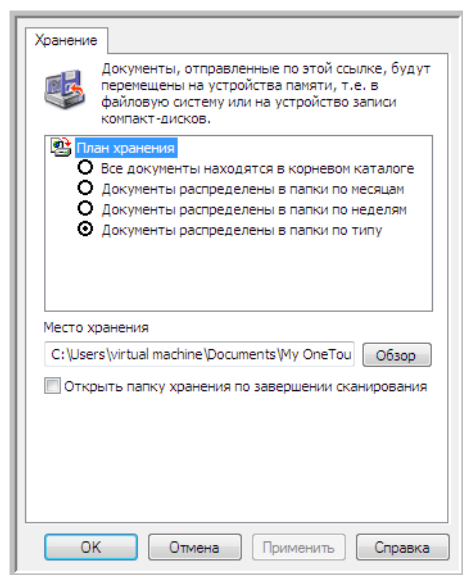 Хранение
Документы, отправленные по этой ссылке, будут
перемещены на устройства памяти, т.е. в
файловую систему или на устройство записи
компакт-дисков.
План хранения
Все документы находятся в корневом каталоге
Документы распределены в папки по месяцам
Документы распределены в папки по неделям
Документы распределены в папки по типу
Место хранения
C:\Users\virtual machine\Documents\My OneTou Обзор
Открыть папку хранения по завершении сканирования
OK Отмена Применить Справка